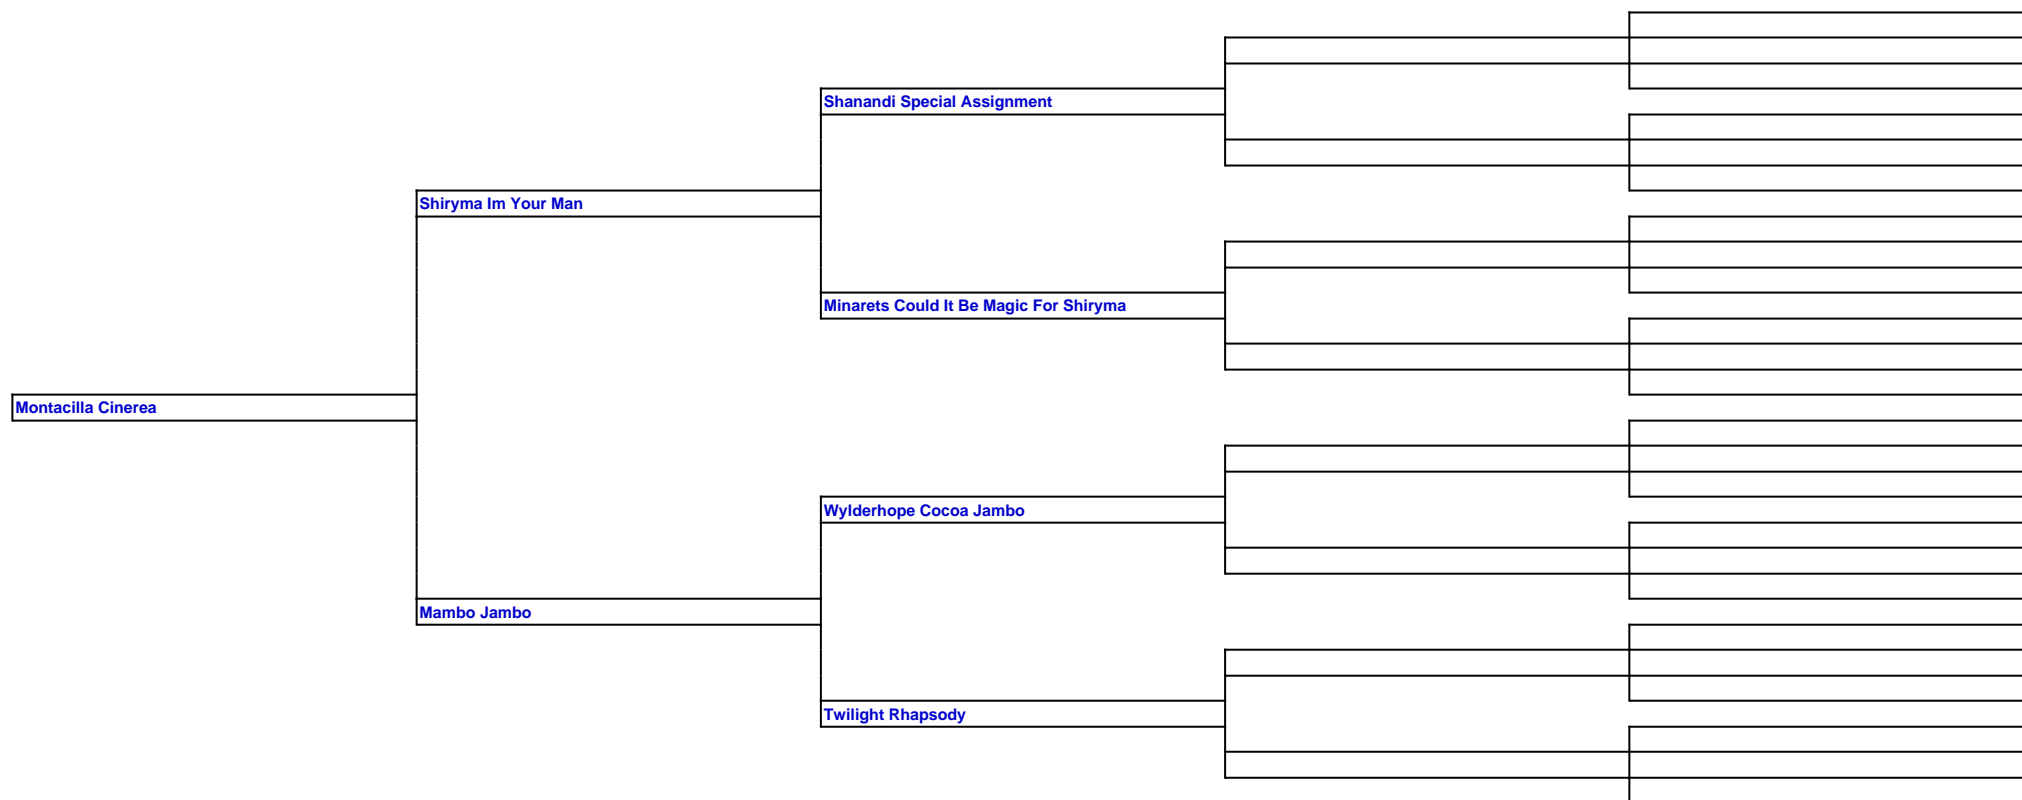 Shanandi Special Assignment
Shiryma Im Your Man
Minarets Could It Be Magic For Shiryma
Montacilla Cinerea
Wylderhope Cocoa Jambo
Mambo Jambo
Twilight Rhapsody